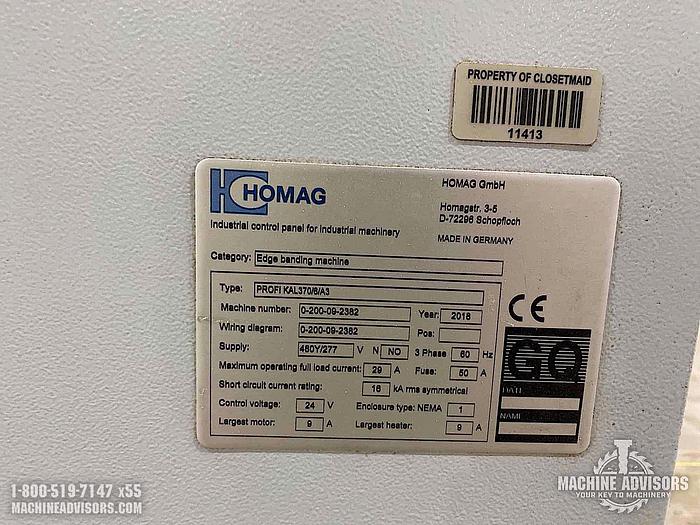 PROPERTY OF CLOSETMAID
11413
HOMAG
HOMAG GmbH
Homagstr. 3-5
D-72296 Schopfloch
Industrial control panel for industrial machinery
MADE IN GERMANY
Category: Edge banding machine
Type: PROFI KAL370/6/A3
Machine number: 0-200-09-2382 Year: 2018
Wiring diagram: 0-200-09-2382 Pos:
Supply: 480Y/277 V N NO 3 Phase 60 Hz
Maximum operating full load current: 29 A Fuse: 50 A
Short circuit current rating: 16 kA rms symmetrical
Control voltage: 24 V Enclosure type: NEMA 1
Largest motor: 9 A Largest heater: 9 A
CE
GQ
DATE
NAME
1-800-519-7147 x55
MACHINEADVISORS.COM
MACHINE ADVISORS
YOUR KEY TO MACHINERY